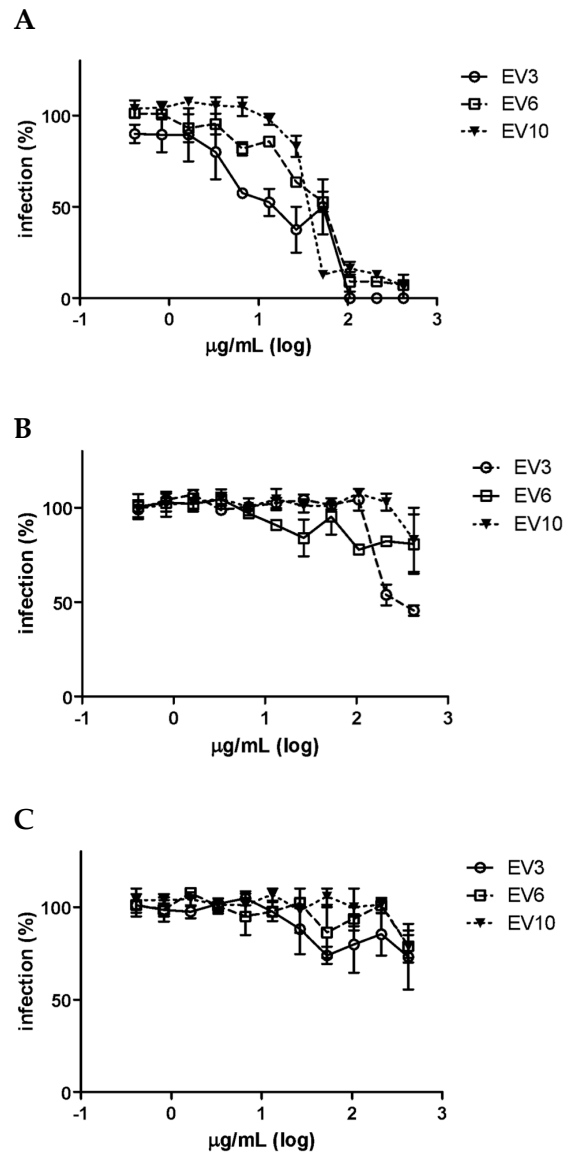 A
infection (%)
100
50
0
-1 0 1 2 3
μg/mL (log)
EV3
EV6
EV10
B
infection (%)
100
50
0
-1 0 1 2 3
μg/mL (log)
EV3
EV6
EV10
C
infection (%)
100
50
0
-1 0 1 2 3
μg/mL (log)
EV3
EV6
EV10